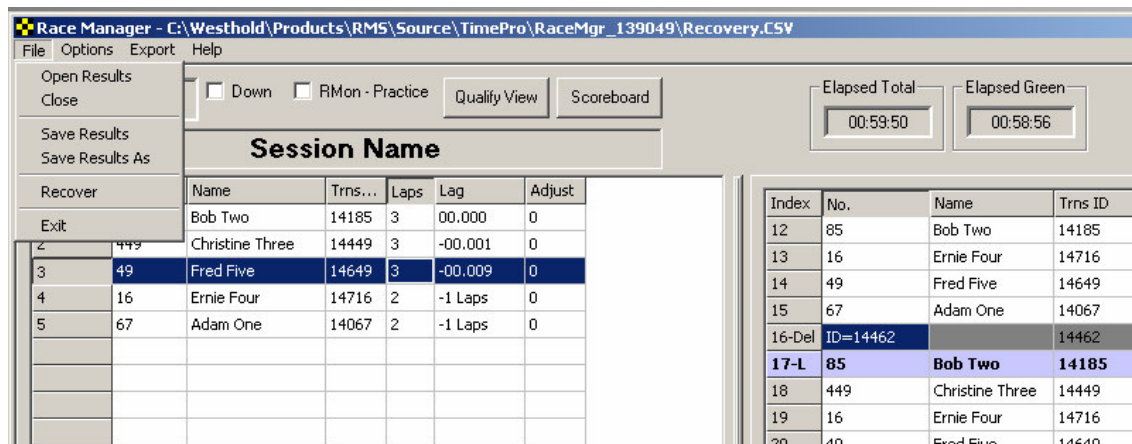 Race Manager - C:\Westhold\Products\RMS\Source\TimePro\RaceMgr_139049\Recovery.CSV
File Options Export Help
Open Results
Close
Save Results
Save Results As
Recover
Exit
Down RMon - Practice Qualify View Scoreboard
Elapsed Total Elapsed Green
00:59:50 00:58:56
Session Name
Name Trns... Laps Lag Adjust
Bob Two 14185 3 00.000 0
2 449 Christine Three 14449 3 -00.001 0
3 49 Fred Five 14649 3 -00.009 0
4 16 Ernie Four 14716 2 -1 Laps 0
5 67 Adam One 14067 2 -1 Laps 0
Index No. Name Trns ID
12 85 Bob Two 14185
13 16 Ernie Four 14716
14 49 Fred Five 14649
15 67 Adam One 14067
16-Del ID=14462 14462
17-L 85 Bob Two 14185
18 449 Christine Three 14449
19 16 Ernie Four 14716
20 49 Fred Five 14649